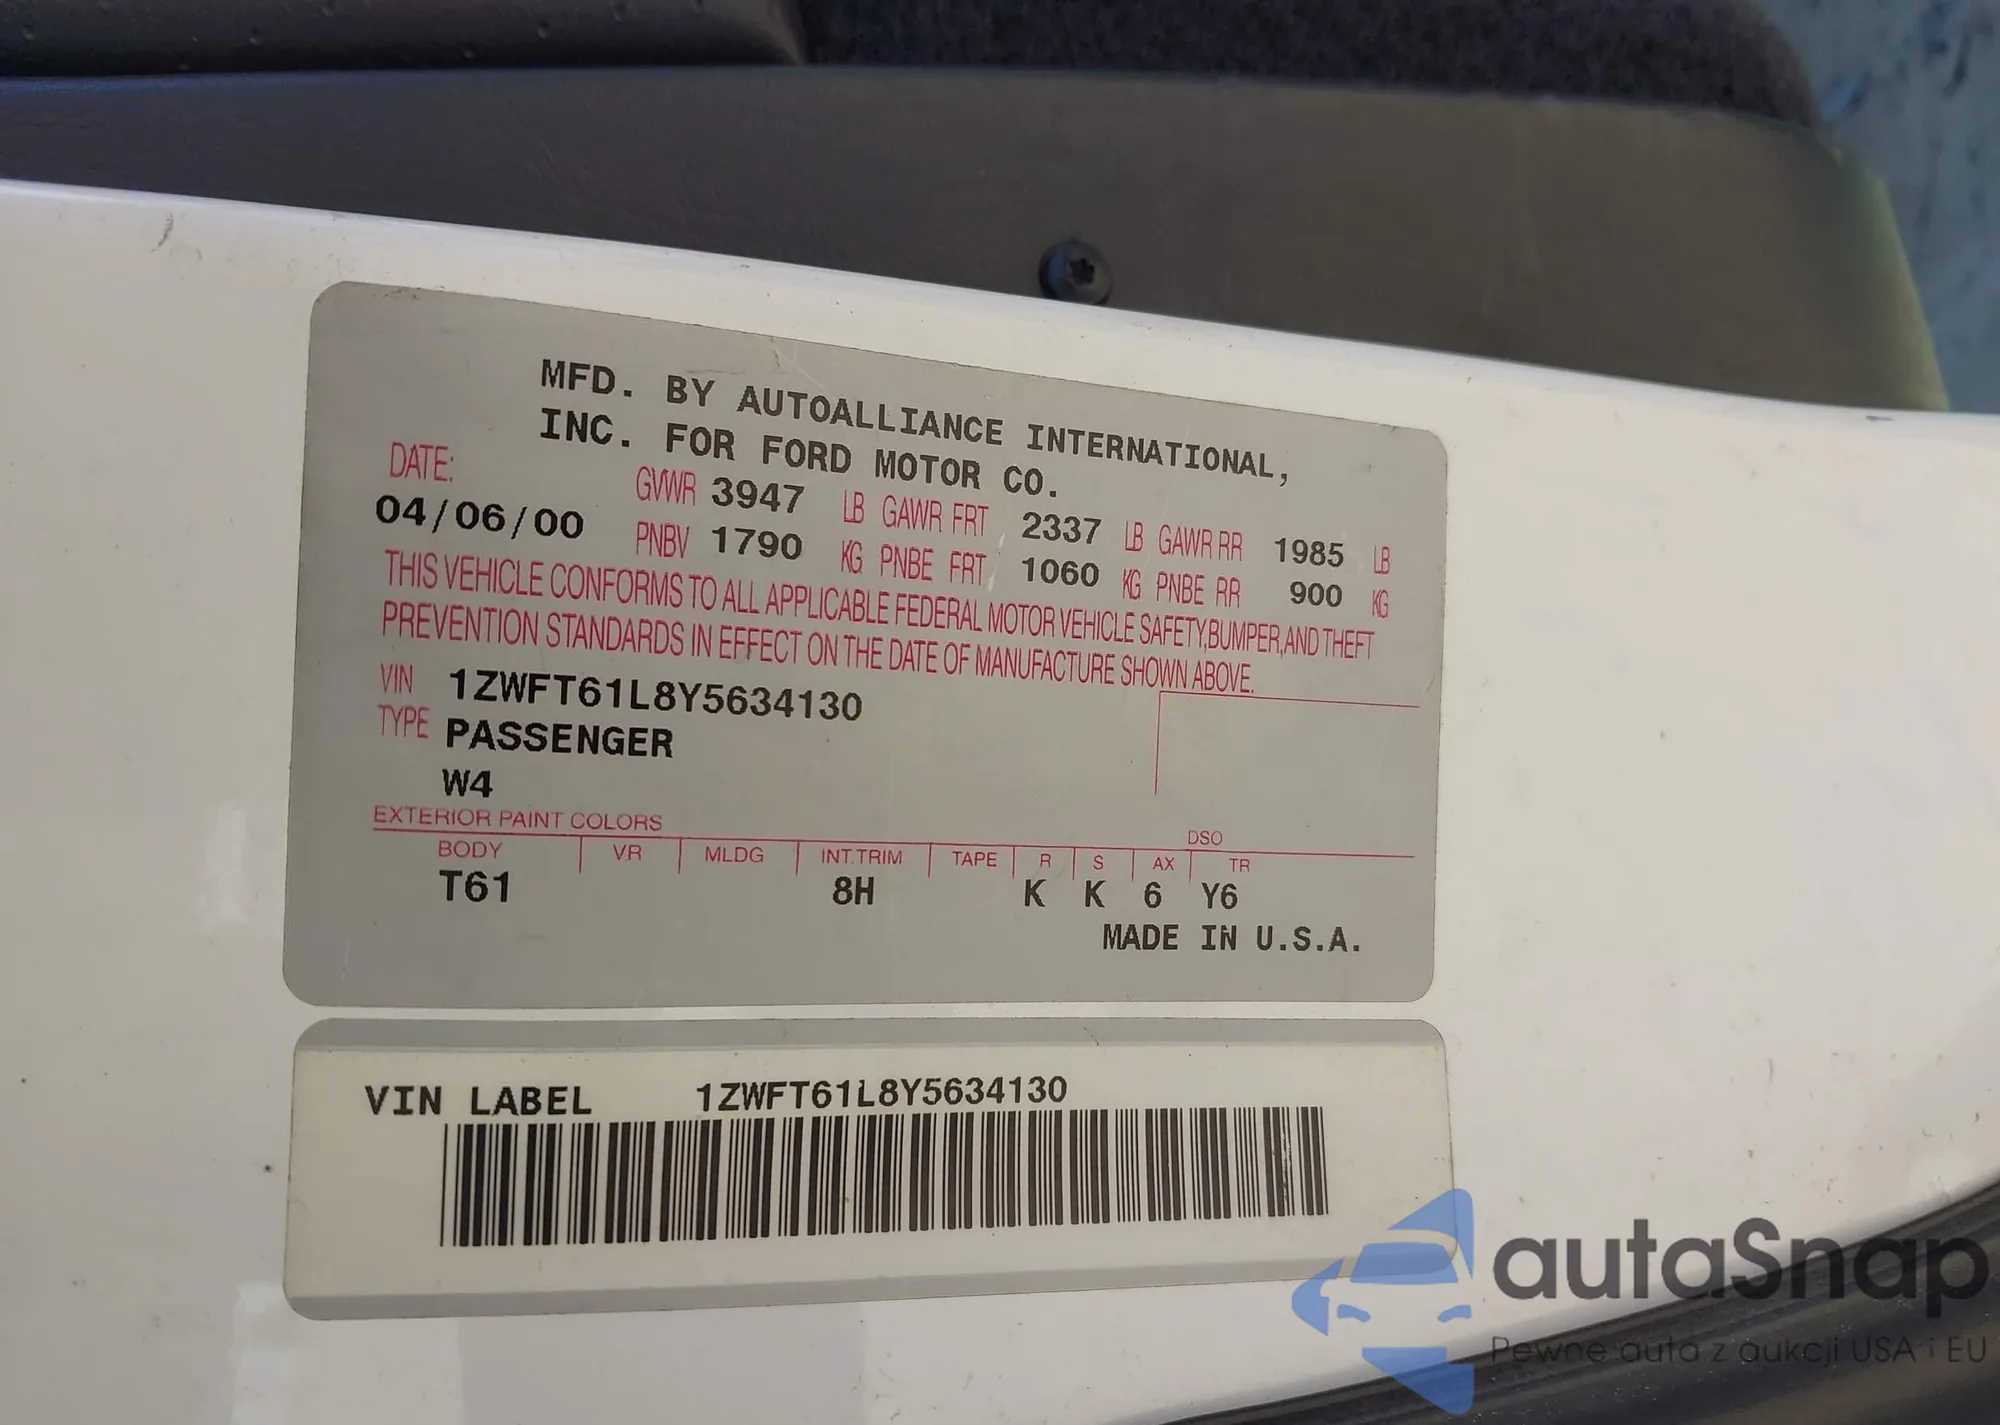 MFD. BY AUTOALLIANCE INTERNATIONAL,
INC. FOR FORD MOTOR CO.
DATE: GVWR 3947 LB GAWR FRT 2337 LB GAWR RR 1985 LB
04/06/00 PNBV 1790 KG PNBE FRT 1060 KG PNBE RR 900 KG
THIS VEHICLE CONFORMS TO ALL APPLICABLE FEDERAL MOTOR VEHICLE SAFETY,BUMPER,AND THEFT
PREVENTION STANDARDS IN EFFECT ON THE DATE OF MANUFACTURE SHOWN ABOVE.
VIN 1ZWFT61L8Y5634130
TYPE PASSENGER
W4
EXTERIOR PAINT COLORS DSO
BODY VR MLDG INT.TRIM TAPE R S AX TR
T61 8H K K 6 Y6
MADE IN U.S.A.
VIN LABEL 1ZWFT61L8Y5634130
autaSnap
Pewne auta z aukcji USA i EU